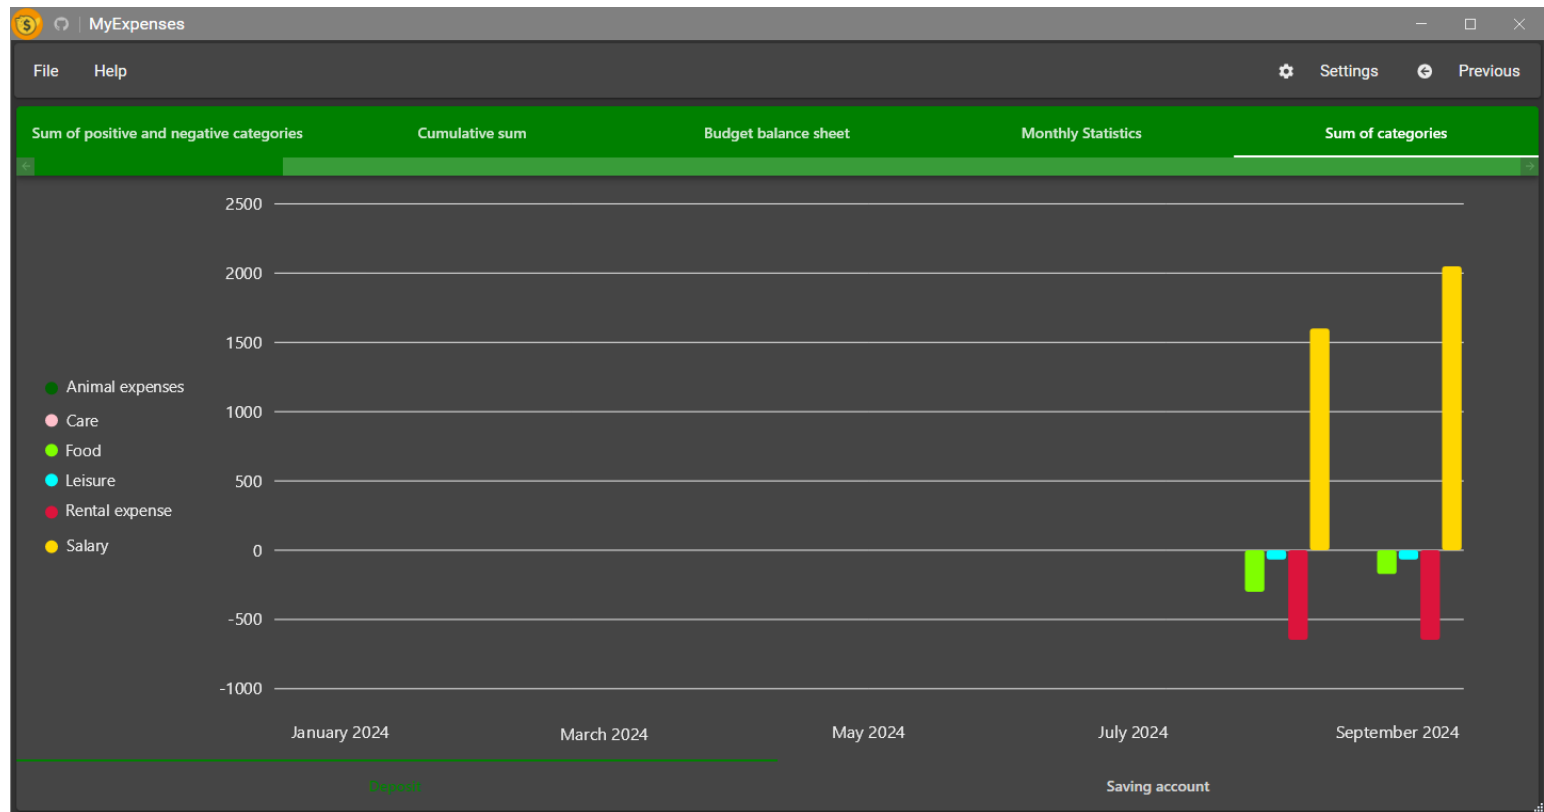 MyExpenses
File Help Settings Previous
Sum of positive and negative categories Cumulative sum Budget balance sheet Monthly Statistics Sum of categories
2500
2000
1500
1000
500
0
-500
-1000
Animal expenses
Care
Food
Leisure
Rental expense
Salary
January 2024 March 2024 May 2024 July 2024 September 2024
Deposit Saving account